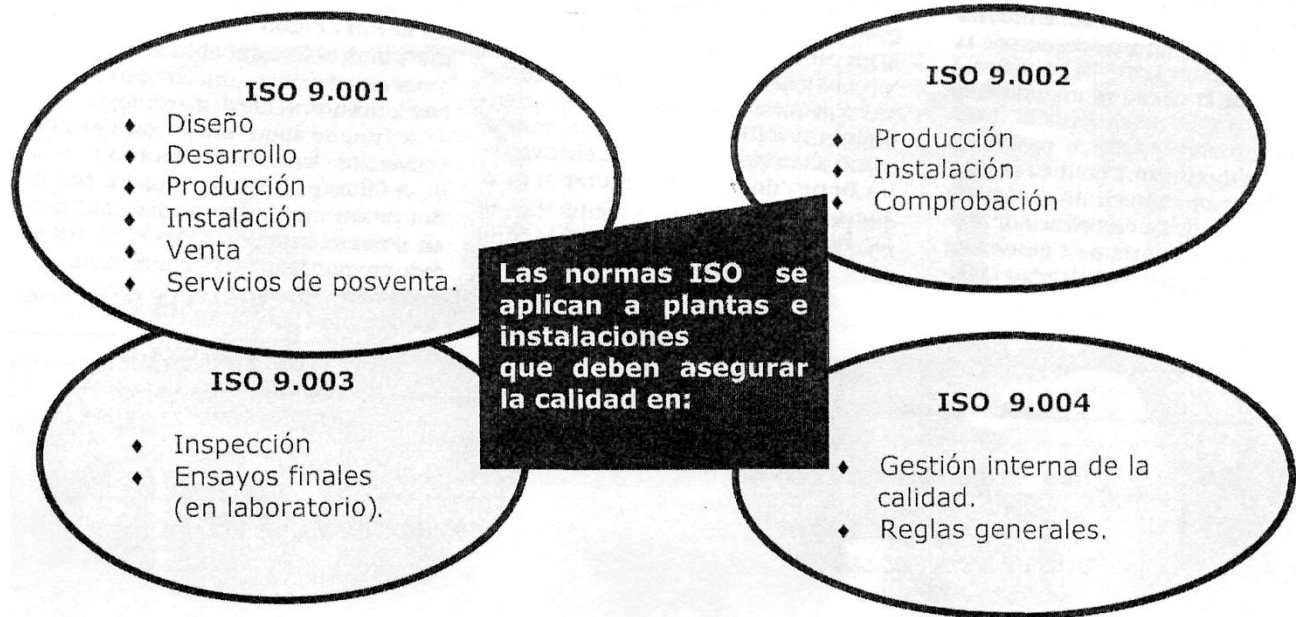 ISO 9.001
♦ Diseño
♦ Desarrollo
♦ Producción
♦ Instalación
♦ Venta
♦ Servicios de posventa.
ISO 9.002
♦ Producción
♦ Instalación
♦ Comprobación
Las normas ISO se
aplican a plantas e
instalaciones
que deben asegurar
la calidad en:
ISO 9.003
♦ Inspección
♦ Ensayos finales
(en laboratorio).
ISO 9.004
♦ Gestión interna de la
calidad.
♦ Reglas generales.